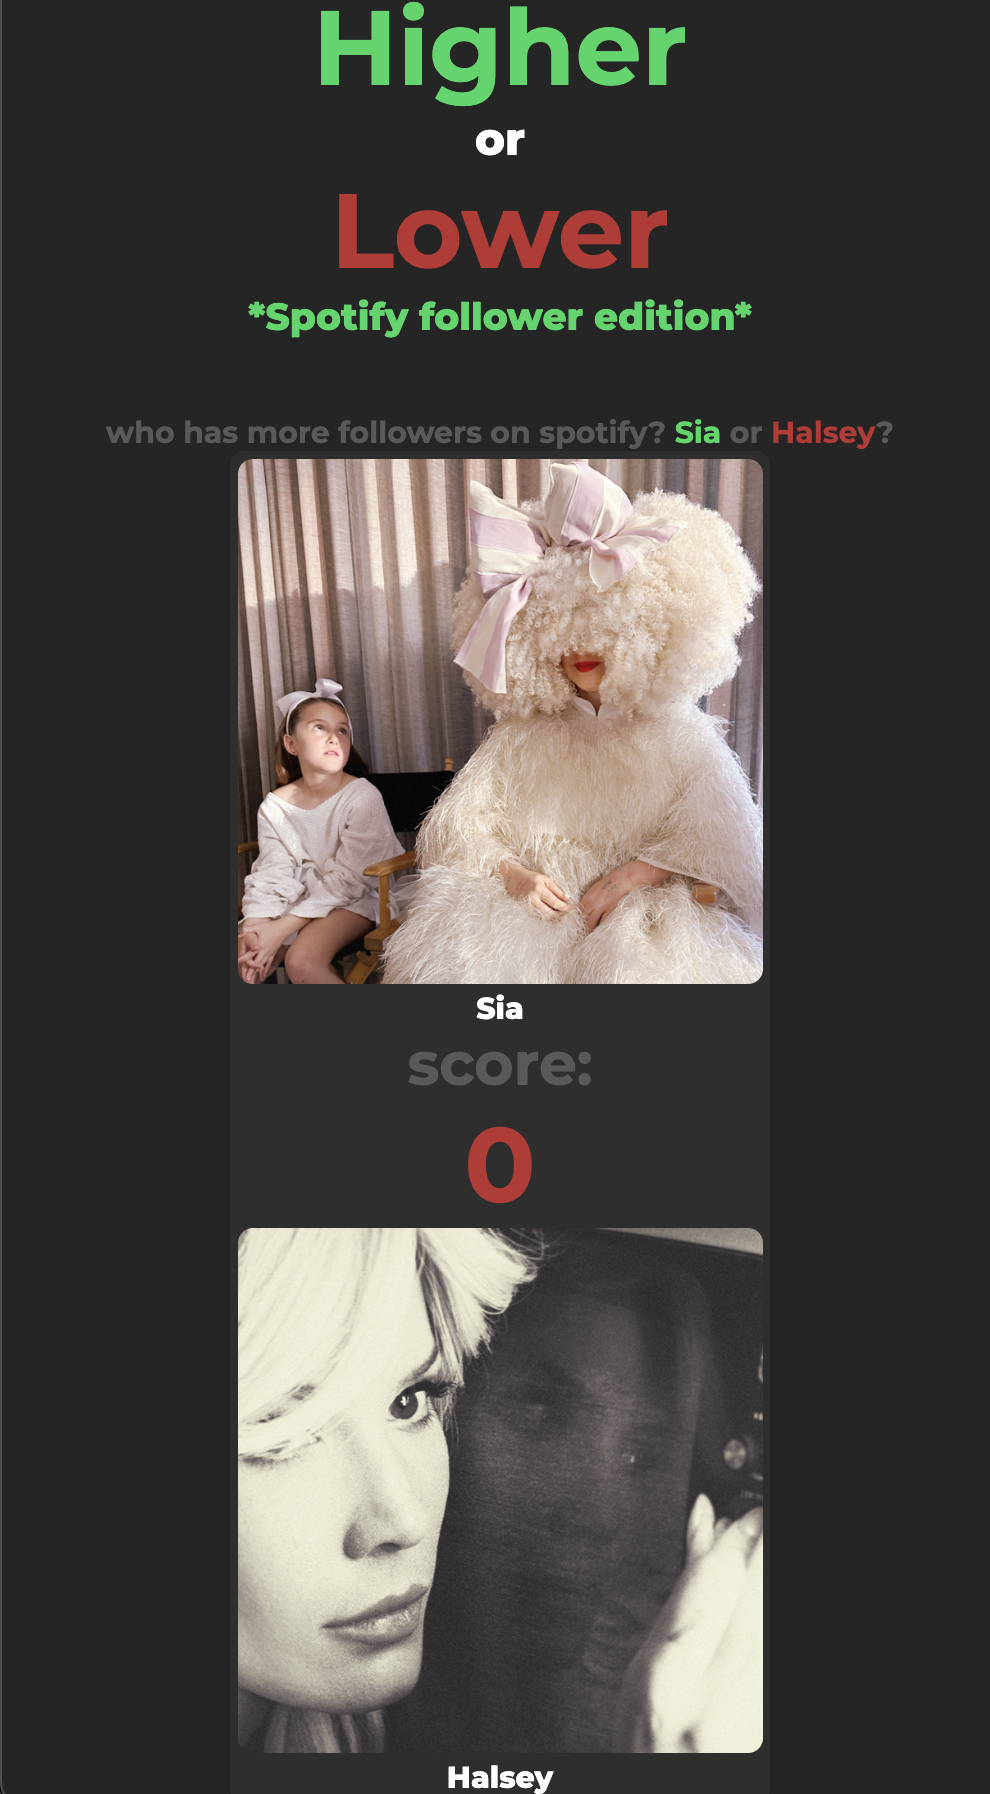 Higher
or
Lower
*Spotify follower edition*
who has more followers on spotify? Sia or Halsey?
Sia
score:
0
Halsey